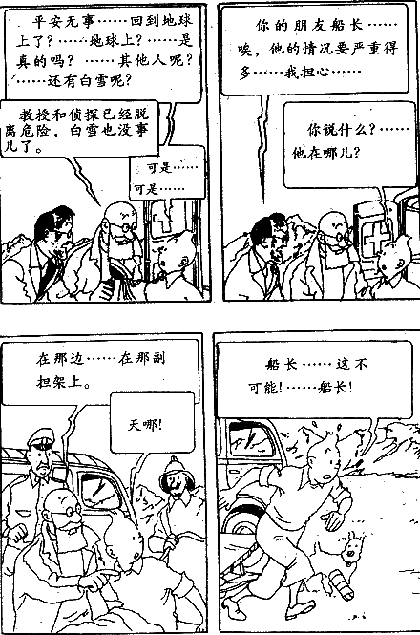 平安无事……回到地球
上了？……地球上？……是
真的吗？……其他人呢？
……还有白雪呢？
教授和侦探已经脱
离危险，白雪也没事
儿了。
可是……
可是……
你的朋友船长……
唉，他的情况要严重得
多……我担心……
你说什么？……
他在哪儿？
在那边……在那副
担架上。
天哪！
船长……这不
可能！……船长！